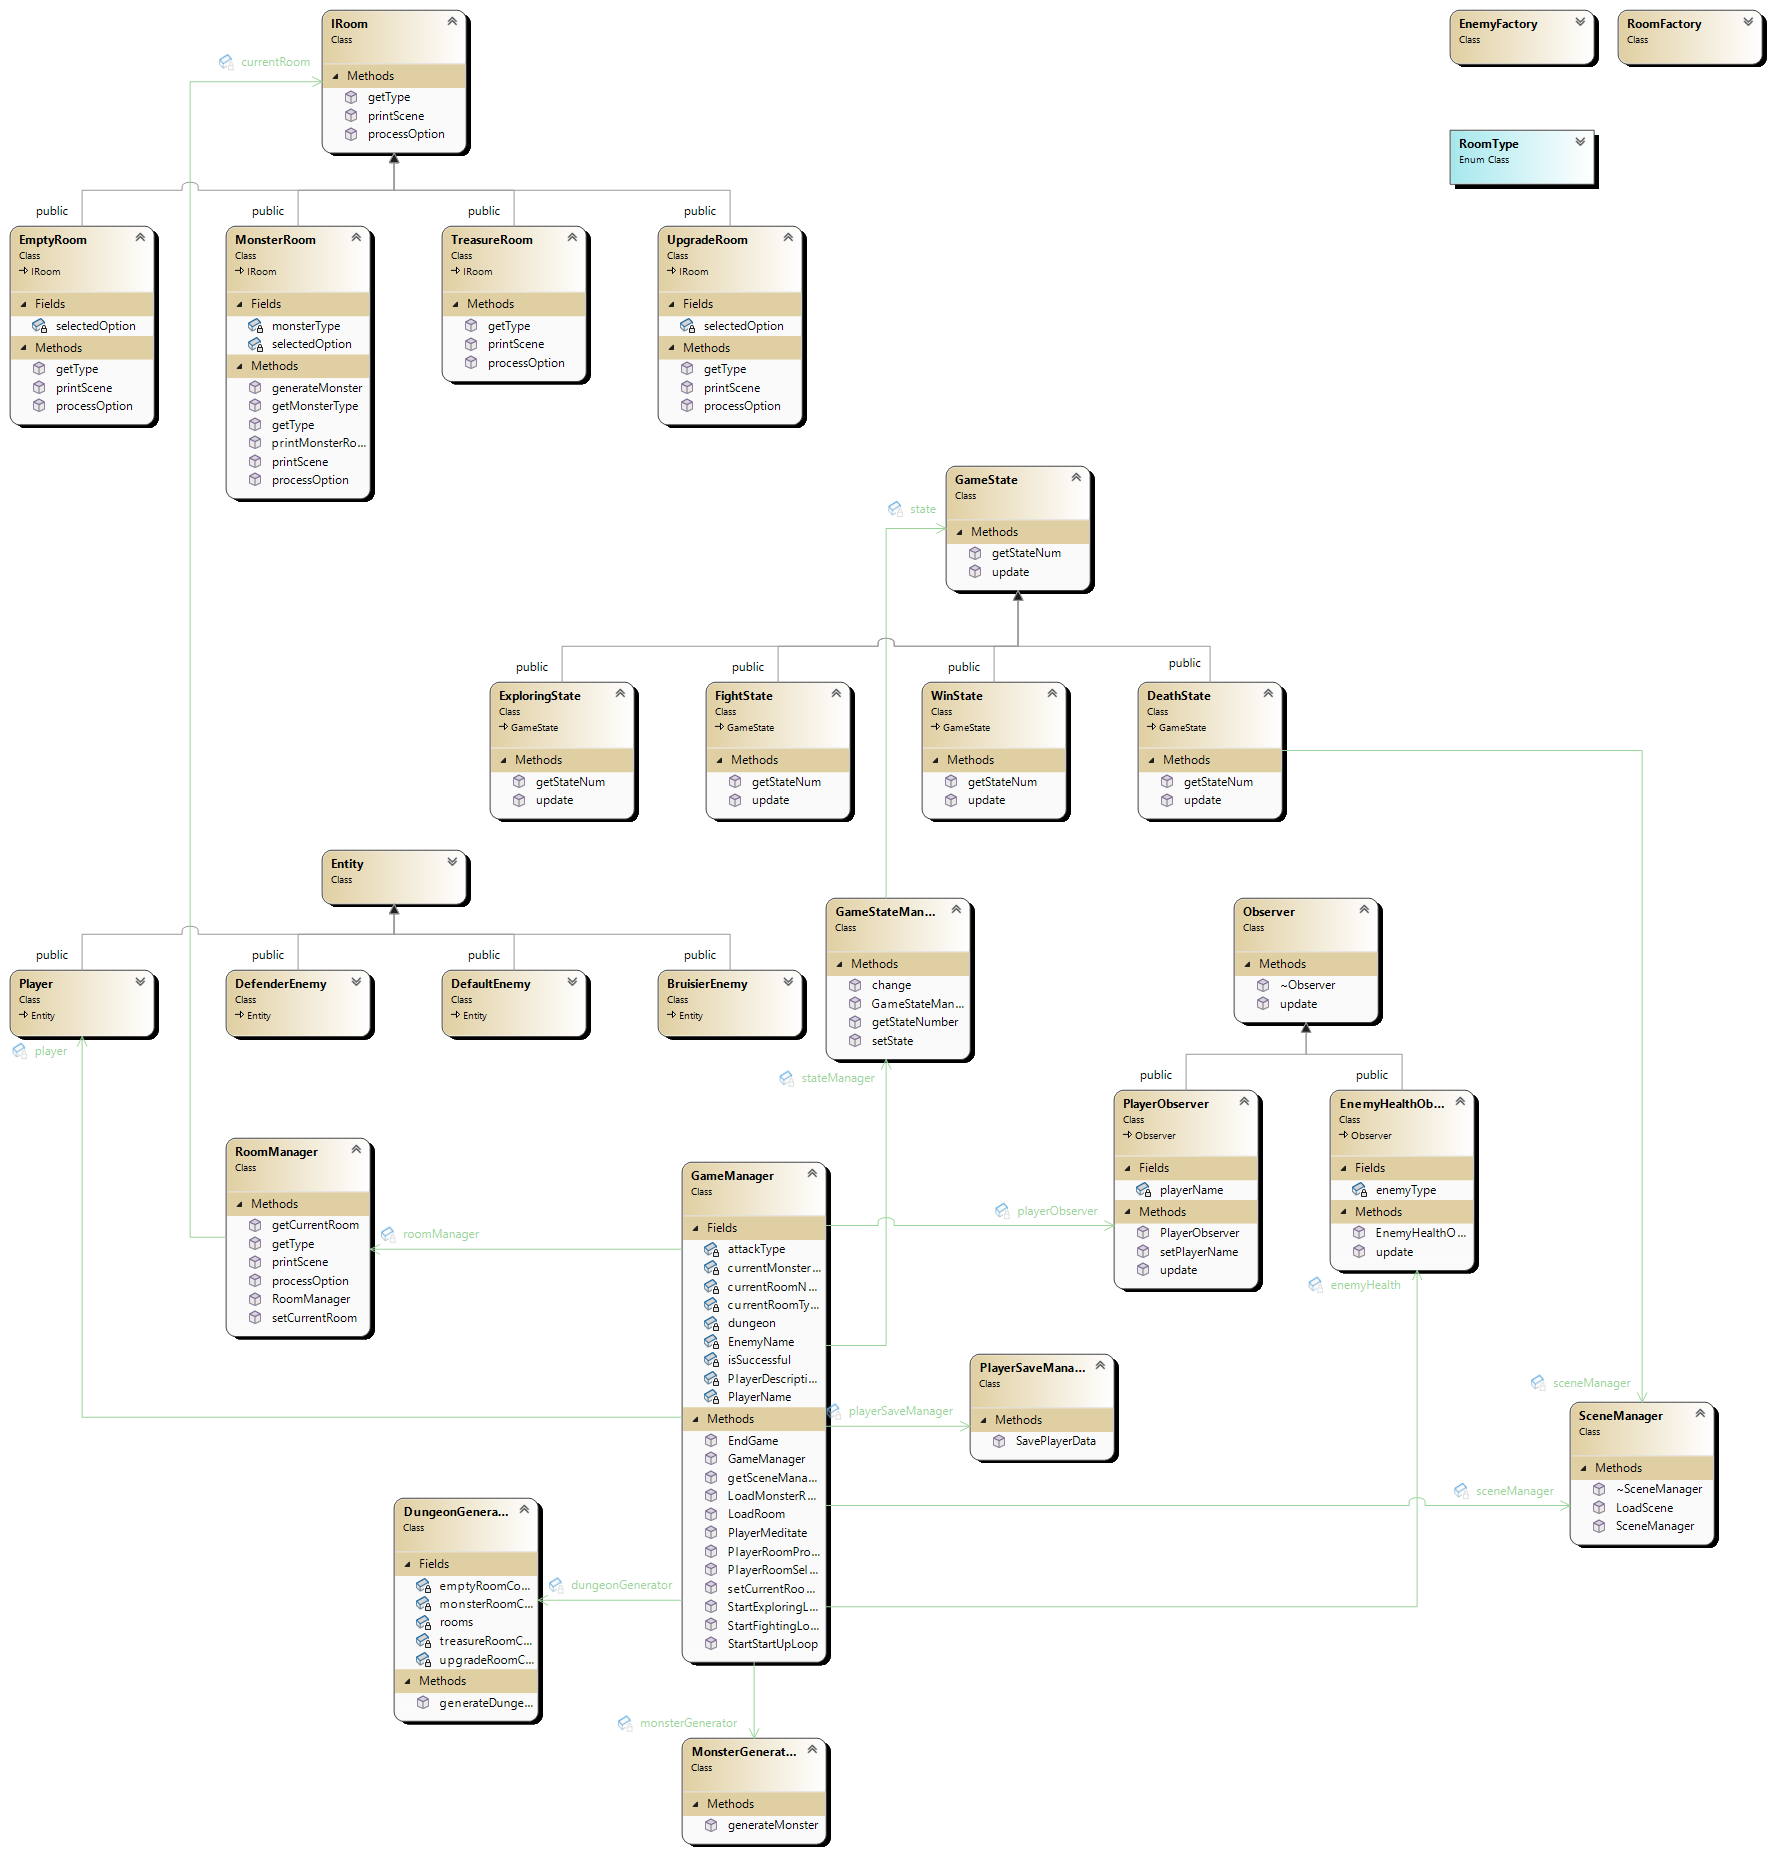 IRoom
Class
Methods
getType
printScene
processOption
currentRoom
EnemyFactory
Class
RoomFactory
Class
RoomType
Enum Class
public
public
public
public
EmptyRoom
Class
IRoom
Fields
selectedOption
Methods
getType
printScene
processOption
MonsterRoom
Class
IRoom
Fields
monsterType
selectedOption
Methods
generateMonster
getMonsterType
getType
printMonsterRo...
printScene
processOption
TreasureRoom
Class
IRoom
Methods
getType
printScene
processOption
UpgradeRoom
Class
IRoom
Fields
selectedOption
Methods
getType
printScene
processOption
GameState
Class
Methods
getStateNum
update
state
public
public
public
public
ExploringState
Class
GameState
Methods
getStateNum
update
FightState
Class
GameState
Methods
getStateNum
update
WinState
Class
GameState
Methods
getStateNum
update
DeathState
Class
GameState
Methods
getStateNum
update
Entity
Class
public
public
public
public
Player
Class
Entity
DefenderEnemy
Class
Entity
DefaultEnemy
Class
Entity
BruisierEnemy
Class
Entity
player
GameStateMan...
Class
Methods
change
GameStateMan...
getStateNumber
setState
stateManager
Observer
Class
Methods
~Observer
update
public
public
PlayerObserver
Class
Observer
Fields
playerName
Methods
PlayerObserver
setPlayerName
update
EnemyHealthOb...
Class
Observer
Fields
enemyType
Methods
EnemyHealthO...
update
RoomManager
Class
Methods
getCurrentRoom
getType
printScene
processOption
RoomManager
setCurrentRoom
roomManager
GameManager
Class
Fields
attackType
currentMonster...
currentRoomN...
currentRoomTy...
dungeon
EnemyName
isSuccessful
PlayerDescripti...
PlayerName
Methods
EndGame
GameManager
getSceneMana...
LoadMonsterR...
LoadRoom
PlayerMeditate
PlayerRoomPro...
PlayerRoomSel...
setCurrentRoo...
StartExploringL...
StartFightingLo...
StartStartUpLoop
playerObserver
enemyHealth
PlayerSaveMana...
Class
Methods
SavePlayerData
playerSaveManager
sceneManager
SceneManager
Class
Methods
~SceneManager
LoadScene
SceneManager
sceneManager
DungeonGenera...
Class
Fields
emptyRoomCo...
monsterRoomC...
rooms
treasureRoomC...
upgradeRoomC...
Methods
generateDunge...
dungeonGenerator
monsterGenerator
MonsterGenerat...
Class
Methods
generateMonster